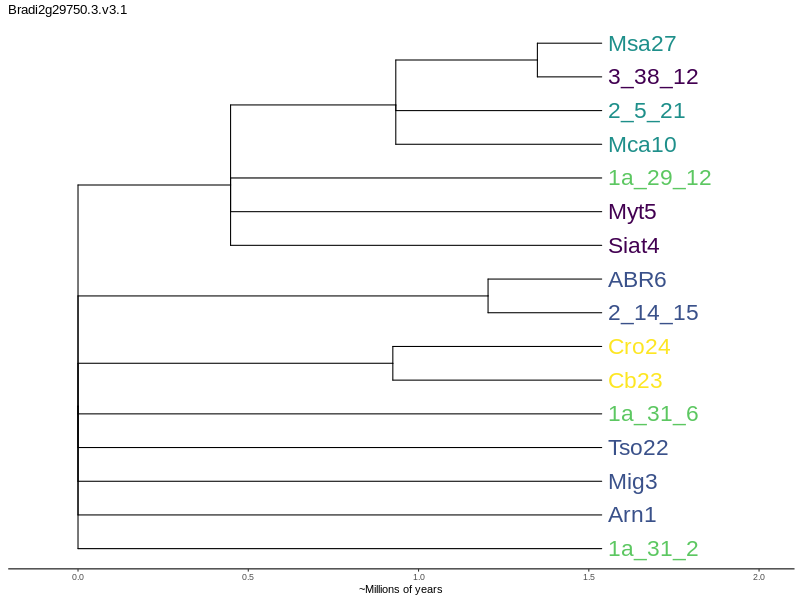 Bradi2g29750.3.v3.1
Msa27
3_38_12
2_5_21
Mca10
1a_29_12
Myt5
Siat4
ABR6
2_14_15
Cro24
Cb23
1a_31_6
Tso22
Mig3
Arn1
1a_31_2
0.0 0.5 1.0 1.5 2.0
~Millions of years